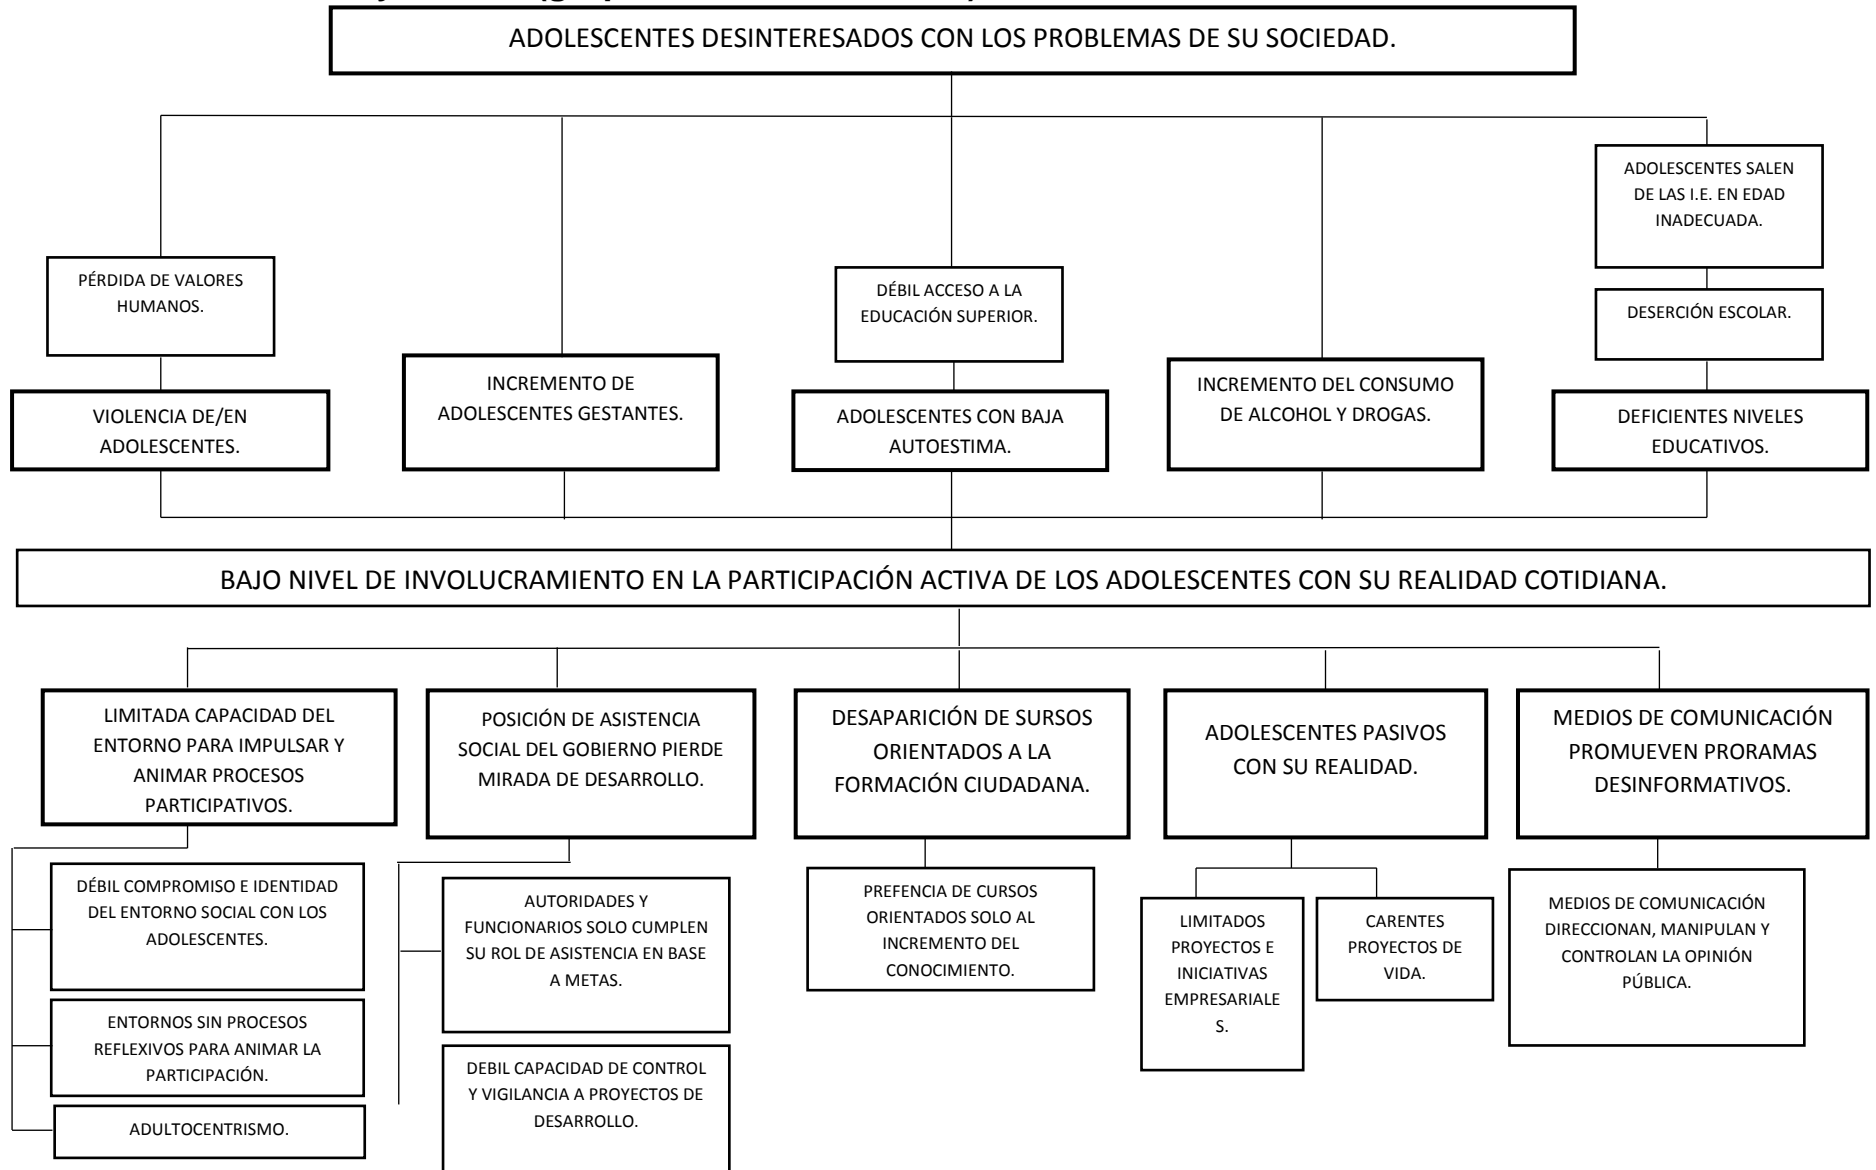 ADOLESCENTES DESINTERESADOS CON LOS PROBLEMAS DE SU SOCIEDAD.
ADOLESCENTES SALEN
DE LAS I.E. EN EDAD
INADECUADA.
PÉRDIDA DE VALORES
HUMANOS.
DÉBIL ACCESO A LA
EDUCACIÓN SUPERIOR.
DESERCIÓN ESCOLAR.
VIOLENCIA DE/EN
ADOLESCENTES.
INCREMENTO DE
ADOLESCENTES GESTANTES.
ADOLESCENTES CON BAJA
AUTOESTIMA.
INCREMENTO DEL CONSUMO
DE ALCOHOL Y DROGAS.
DEFICIENTES NIVELES
EDUCATIVOS.
BAJO NIVEL DE INVOLUCRAMIENTO EN LA PARTICIPACIÓN ACTIVA DE LOS ADOLESCENTES CON SU REALIDAD COTIDIANA.
LIMITADA CAPACIDAD DEL
ENTORNO PARA IMPULSAR Y
ANIMAR PROCESOS
PARTICIPATIVOS.
POSICIÓN DE ASISTENCIA
SOCIAL DEL GOBIERNO PIERDE
MIRADA DE DESARROLLO.
DESAPARICIÓN DE SURSOS
ORIENTADOS A LA
FORMACIÓN CIUDADANA.
ADOLESCENTES PASIVOS
CON SU REALIDAD.
MEDIOS DE COMUNICACIÓN
PROMUEVEN PRORAMAS
DESINFORMATIVOS.
DÉBIL COMPROMISO E IDENTIDAD
DEL ENTORNO SOCIAL CON LOS
ADOLESCENTES.
ENTORNOS SIN PROCESOS
REFLEXIVOS PARA ANIMAR LA
PARTICIPACIÓN.
ADULTOCENTRISMO.
AUTORIDADES Y
FUNCIONARIOS SOLO CUMPLEN
SU ROL DE ASISTENCIA EN BASE
A METAS.
DEBIL CAPACIDAD DE CONTROL
Y VIGILANCIA A PROYECTOS DE
DESARROLLO.
PREFENCIA DE CURSOS
ORIENTADOS SOLO AL
INCREMENTO DEL
CONOCIMIENTO.
LIMITADOS
PROYECTOS E
INICIATIVAS
EMPRESARIALE
S.
CARENTES
PROYECTOS DE
VIDA.
MEDIOS DE COMUNICACIÓN
DIRECCIONAN, MANIPULAN Y
CONTROLAN LA OPINIÓN
PÚBLICA.